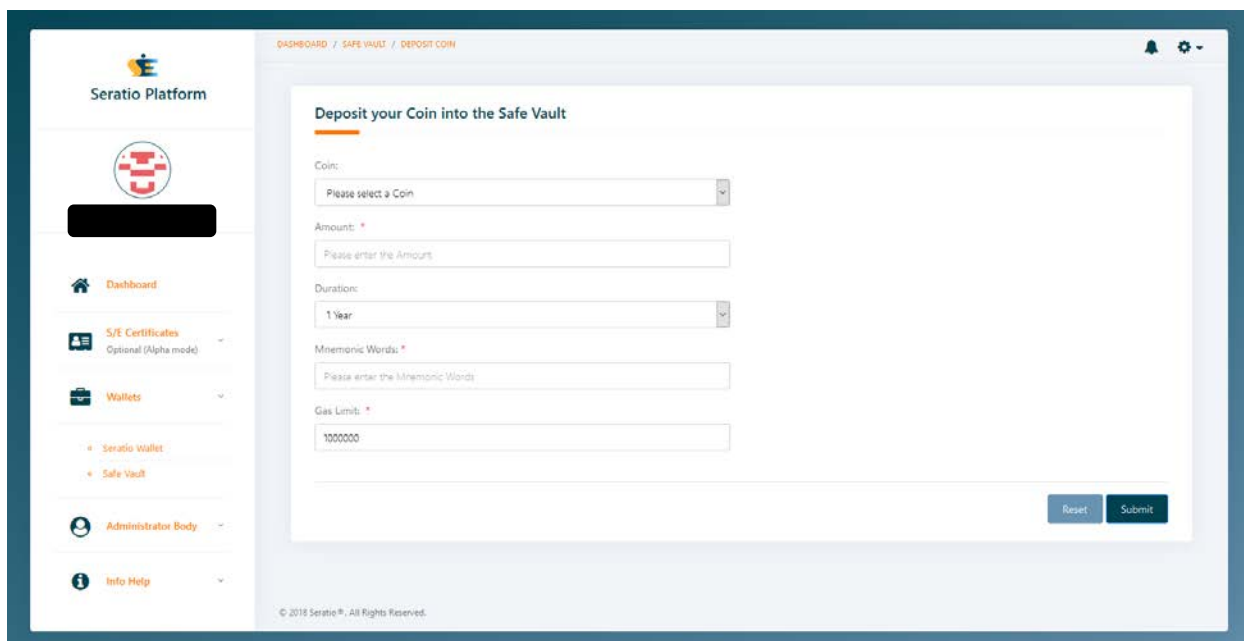 DASHBOARD / SAFE VAULT / DEPOSIT COIN
Seratio Platform
Dashboard
S/E Certificates
Optional (Alpha mode)
Wallets
Seratio Wallet
Safe Vault
Administrator Body
Info Help
Deposit your Coin into the Safe Vault
Coin:
Please select a Coin
Amount: *
Please enter the Amount
Duration:
1 Year
Mnemonic Words: *
Please enter the Mnemonic Words
Gas Limit: *
1000000
Reset
Submit
© 2018 Seratio®. All Rights Reserved.